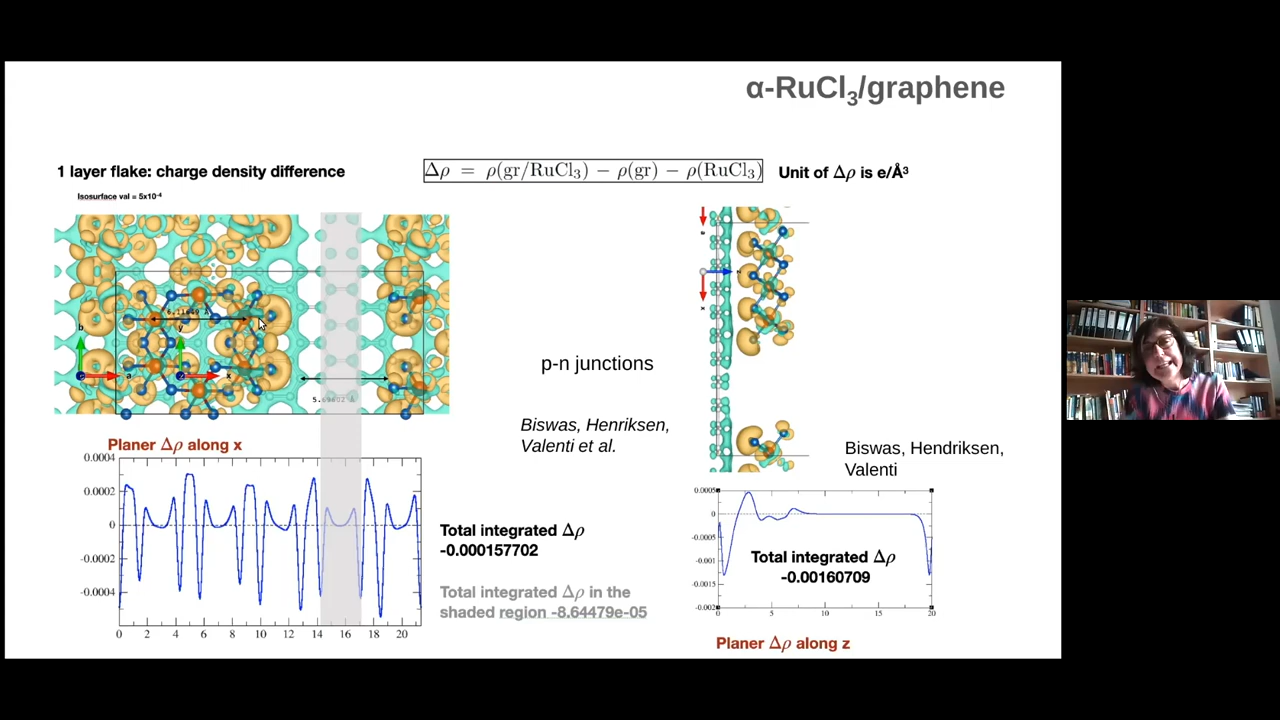 α-RuCl₃/graphene
1 layer flake: charge density difference
Δρ = ρ(gr/RuCl₃) − ρ(gr) − ρ(RuCl₃)
Unit of Δρ is e/Å³
Isosurface val = 5x10⁻⁴
b
y
a
x
z
x
p-n junctions
Biswas, Henriksen,
Valenti et al.
Biswas, Hendriksen,
Valenti
Planer Δρ along x
0.0004
0.0002
0
-0.0002
-0.0004
0 2 4 6 8 10 12 14 16 18 20
Total integrated Δρ
-0.000157702
Total integrated Δρ in the
shaded region -8.64479e-05
0.0005
0
-0.0005
-0.001
-0.0015
-0.002
0 5 10 15 20
Total integrated Δρ
-0.00160709
Planer Δρ along z